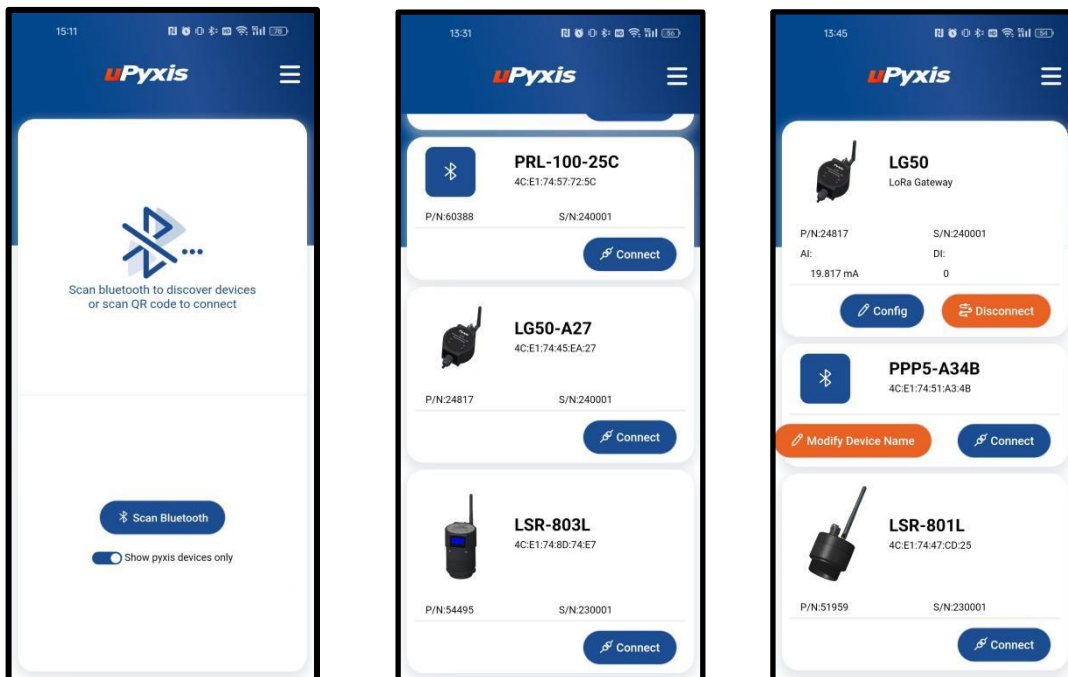 15:11
78
uPyxis
Scan bluetooth to discover devices
or scan QR code to connect
Scan Bluetooth
Show pyxis devices only
13:31
56
uPyxis
PRL-100-25C
4C:E1:74:57:72:5C
P/N:60388 S/N:240001
Connect
LG50-A27
4C:E1:74:45:EA:27
P/N:24817 S/N:240001
Connect
LSR-803L
4C:E1:74:8D:74:E7
P/N:54495 S/N:230001
Connect
13:45
54
uPyxis
LG50
LoRa Gateway
P/N:24817 S/N:240001
AI: DI:
19.817 mA 0
Config Disconnect
PPP5-A34B
4C:E1:74:51:A3:4B
Modify Device Name Connect
LSR-801L
4C:E1:74:47:CD:25
P/N:51959 S/N:230001
Connect